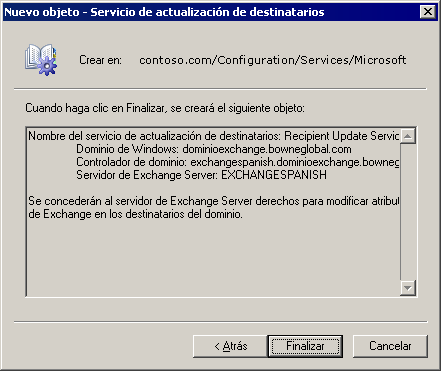 Nuevo objeto - Servicio de actualización de destinatarios
Crear en: contoso.com/Configuration/Services/Microsoft
Cuando haga clic en Finalizar, se creará el siguiente objeto:
Nombre del servicio de actualización de destinatarios: Recipient Update Servic
Dominio de Windows: dominioexchange.bowneglobal.com
Controlador de dominio: exchangespanish.dominioexchange.bowneg
Servidor de Exchange Server: EXCHANGESPANISH
Se concederán al servidor de Exchange Server derechos para modificar atribut
de Exchange en los destinatarios del dominio.
< Atrás
Finalizar
Cancelar